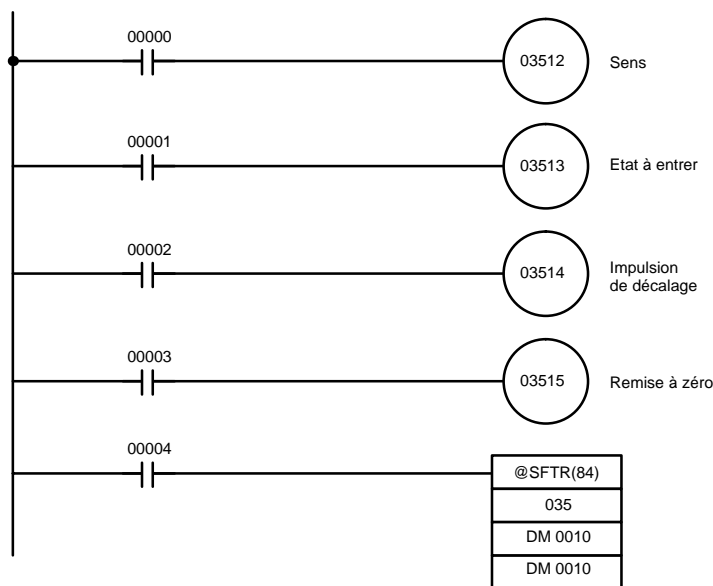 00000
03512 Sens
00001
03513 Etat à entrer
00002
03514 Impulsion
de décalage
00003
03515 Remise à zéro
00004
@SFTR(84)
035
DM 0010
DM 0010